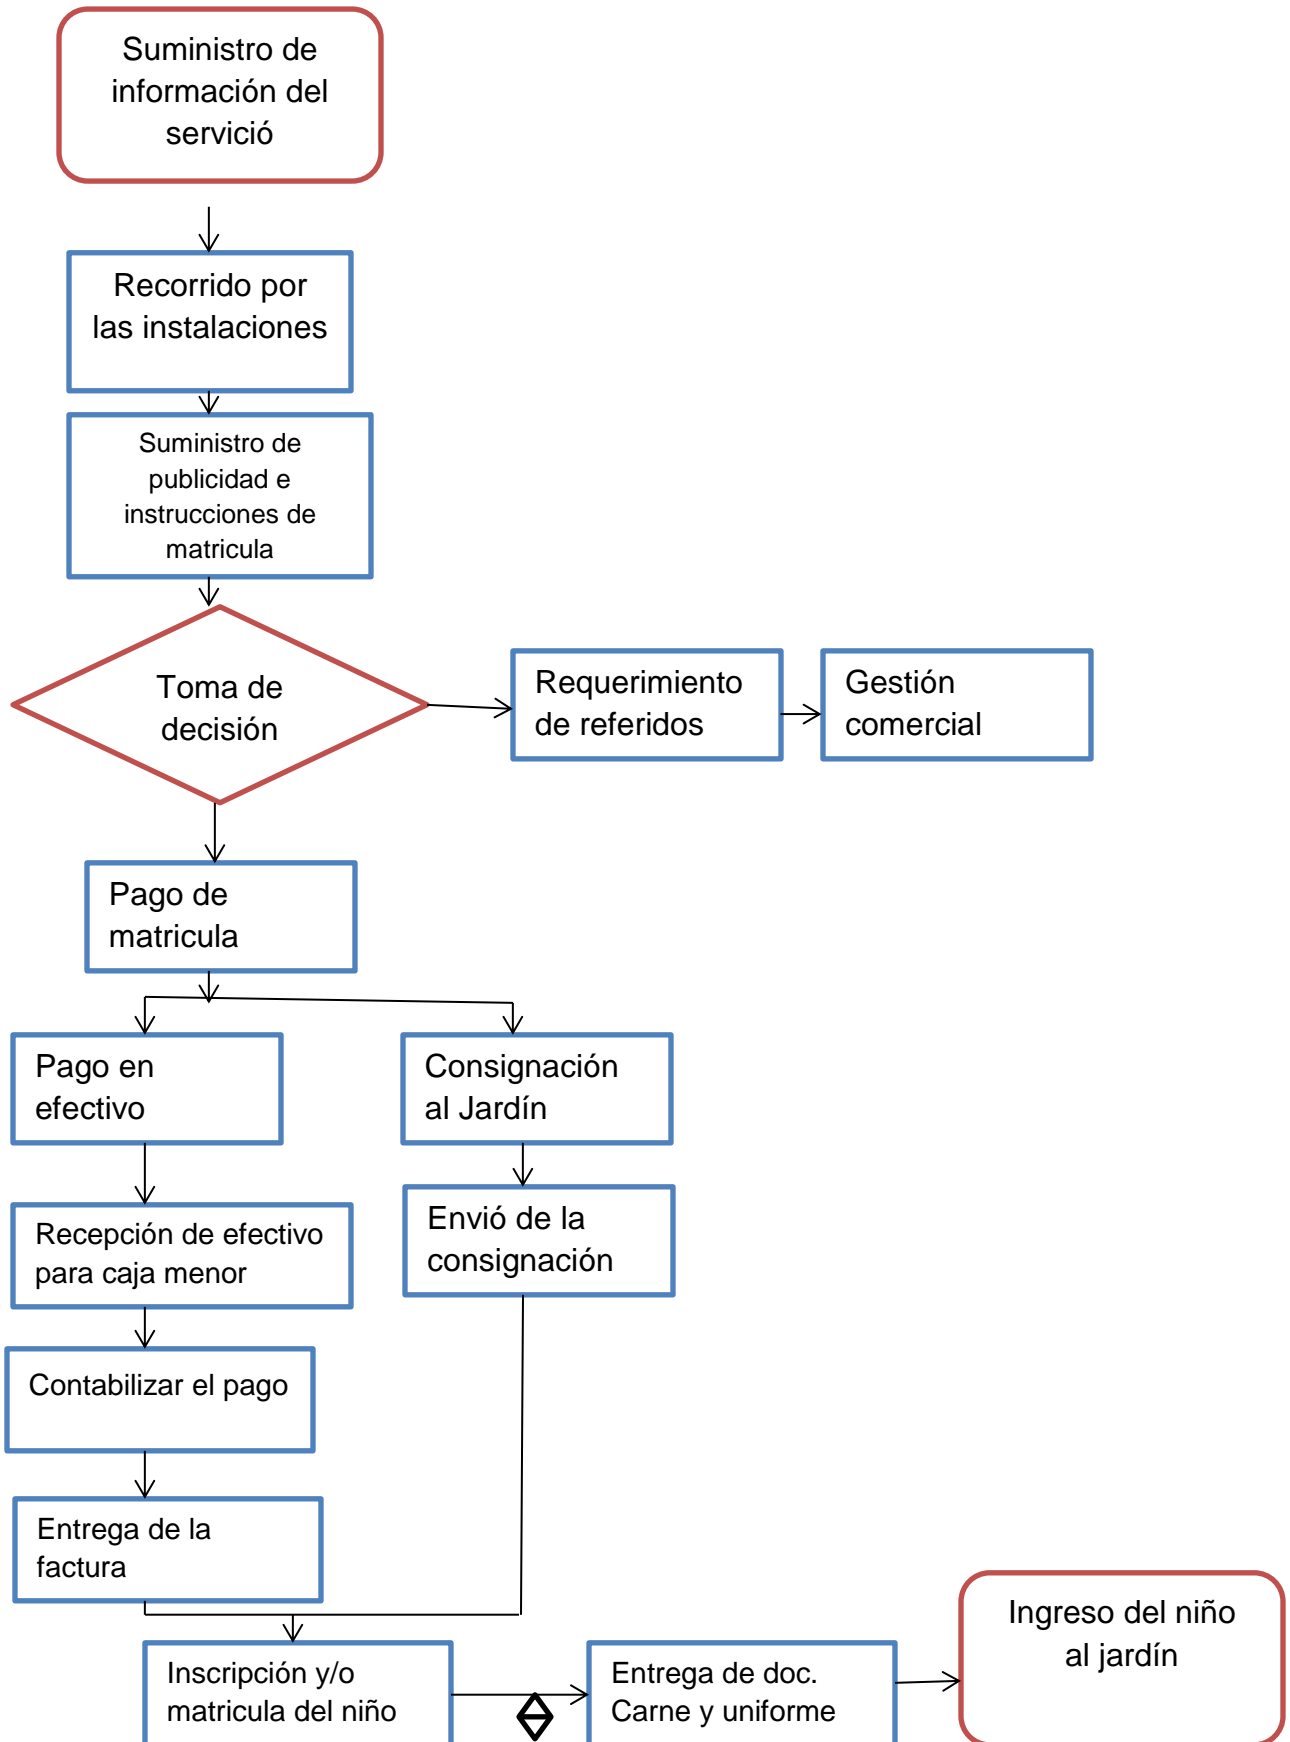 Suministro de
información del
servició
Recorrido por
las instalaciones
Suministro de
publicidad e
instrucciones de
matricula
Toma de
decisión
Requerimiento
de referidos
Gestión
comercial
Pago de
matricula
Pago en
efectivo
Consignación
al Jardín
Recepción de efectivo
para caja menor
Envió de la
consignación
Contabilizar el pago
Entrega de la
factura
Inscripción y/o
matricula del niño
Entrega de doc.
Carne y uniforme
Ingreso del niño
al jardín